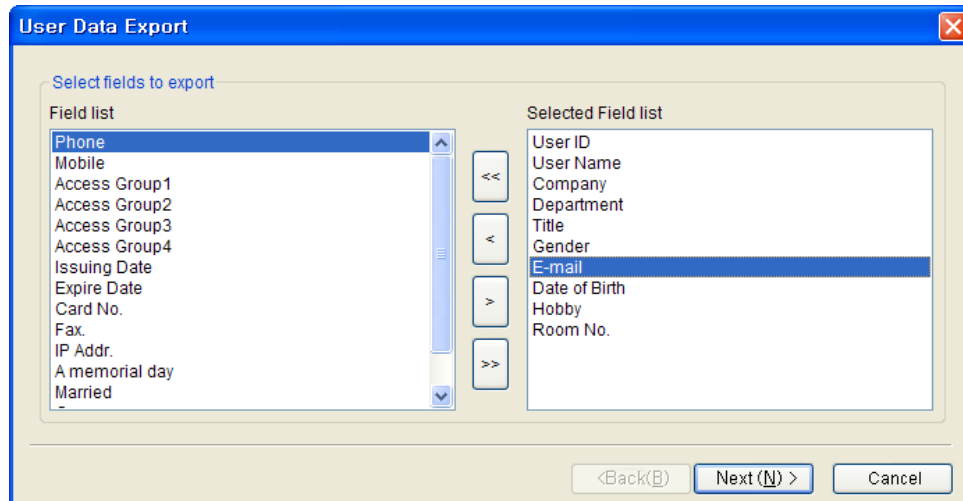 User Data Export
Select fields to export
Field list
Phone
Mobile
Access Group1
Access Group2
Access Group3
Access Group4
Issuing Date
Expire Date
Card No.
Fax.
IP Addr.
A memorial day
Married
<<
<
>
>>
Selected Field list
User ID
User Name
Company
Department
Title
Gender
E-mail
Date of Birth
Hobby
Room No.
<Back(B)
Next (N) >
Cancel